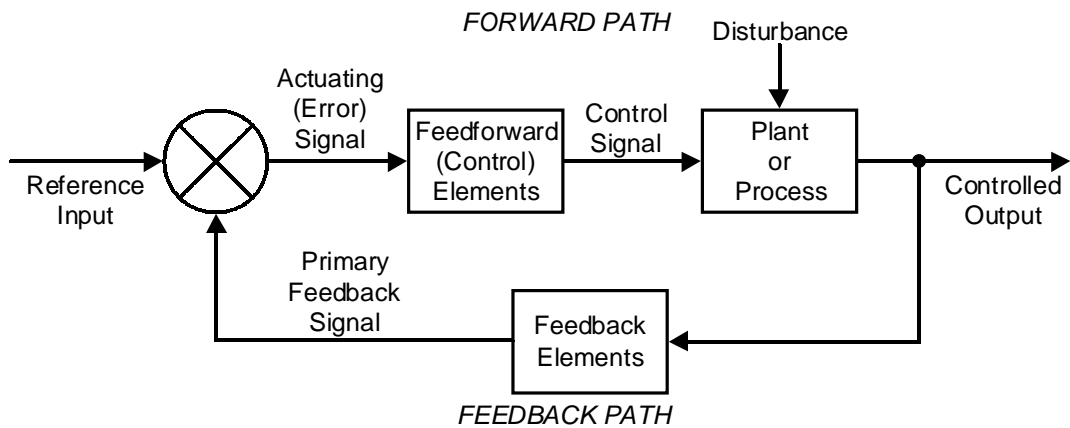 FORWARD PATH
Disturbance
Actuating
(Error)
Signal
Feedforward
(Control)
Elements
Control
Signal
Plant
or
Process
Reference
Input
Controlled
Output
Primary
Feedback
Signal
Feedback
Elements
FEEDBACK PATH